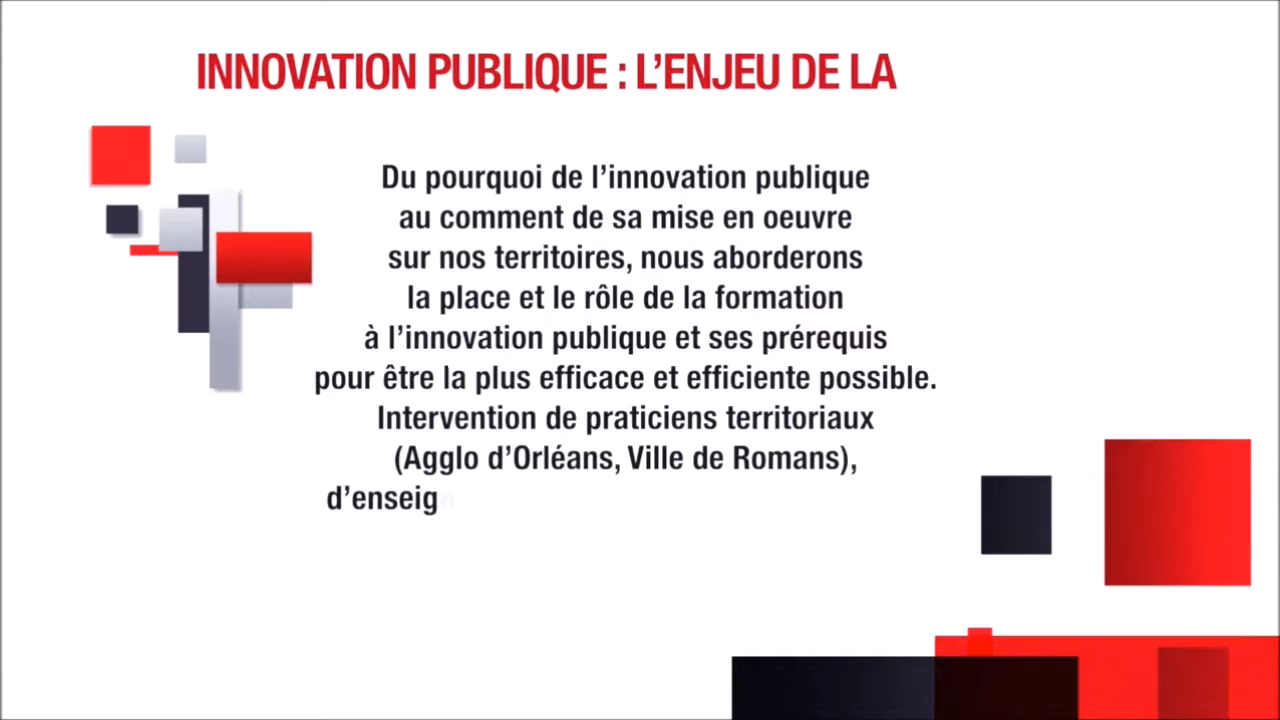 INNOVATION PUBLIQUE : L’ENJEU DE LA
Du pourquoi de l’innovation publique
au comment de sa mise en oeuvre
sur nos territoires, nous aborderons
la place et le rôle de la formation
à l’innovation publique et ses prérequis
pour être la plus efficace et efficiente possible.
Intervention de praticiens territoriaux
(Agglo d’Orléans, Ville de Romans),
d’enseig